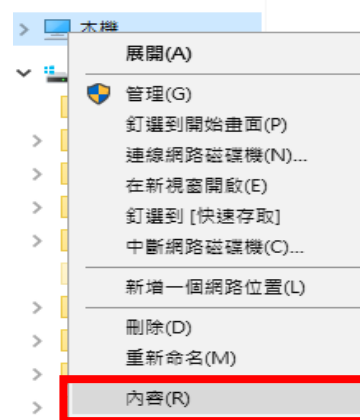 本機
展開(A)
管理(G)
釘選到開始畫面(P)
連線網路磁碟機(N)...
在新視窗開啟(E)
釘選到 [快速存取]
中斷網路磁碟機(C)...
新增一個網路位置(L)
刪除(D)
重新命名(M)
內容(R)